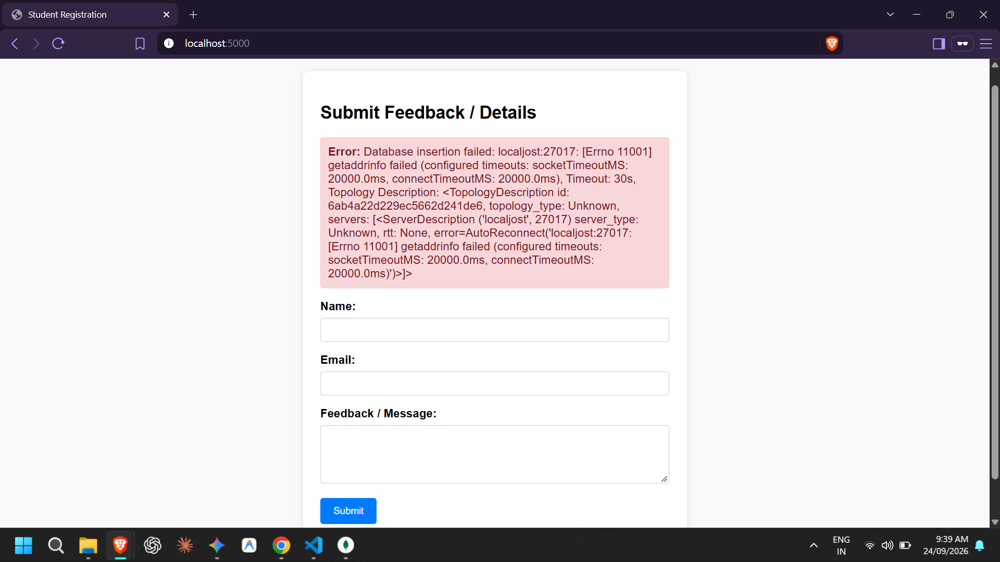 Student Registration
localhost:5000
Submit Feedback / Details
Error: Database insertion failed: localjost:27017: [Errno 11001]
getaddrinfo failed (configured timeouts: socketTimeoutMS:
20000.0ms, connectTimeoutMS: 20000.0ms), Timeout: 30s,
Topology Description: <TopologyDescription id:
6ab4a22d229ec5662d241de6, topology_type: Unknown,
servers: [<ServerDescription ('localjost', 27017) server_type:
Unknown, rtt: None, error=AutoReconnect('localjost:27017:
[Errno 11001] getaddrinfo failed (configured timeouts:
socketTimeoutMS: 20000.0ms, connectTimeoutMS:
20000.0ms)')>]>
Name:
Email:
Feedback / Message:
Submit
ENG
IN
9:39 AM
24/09/2026